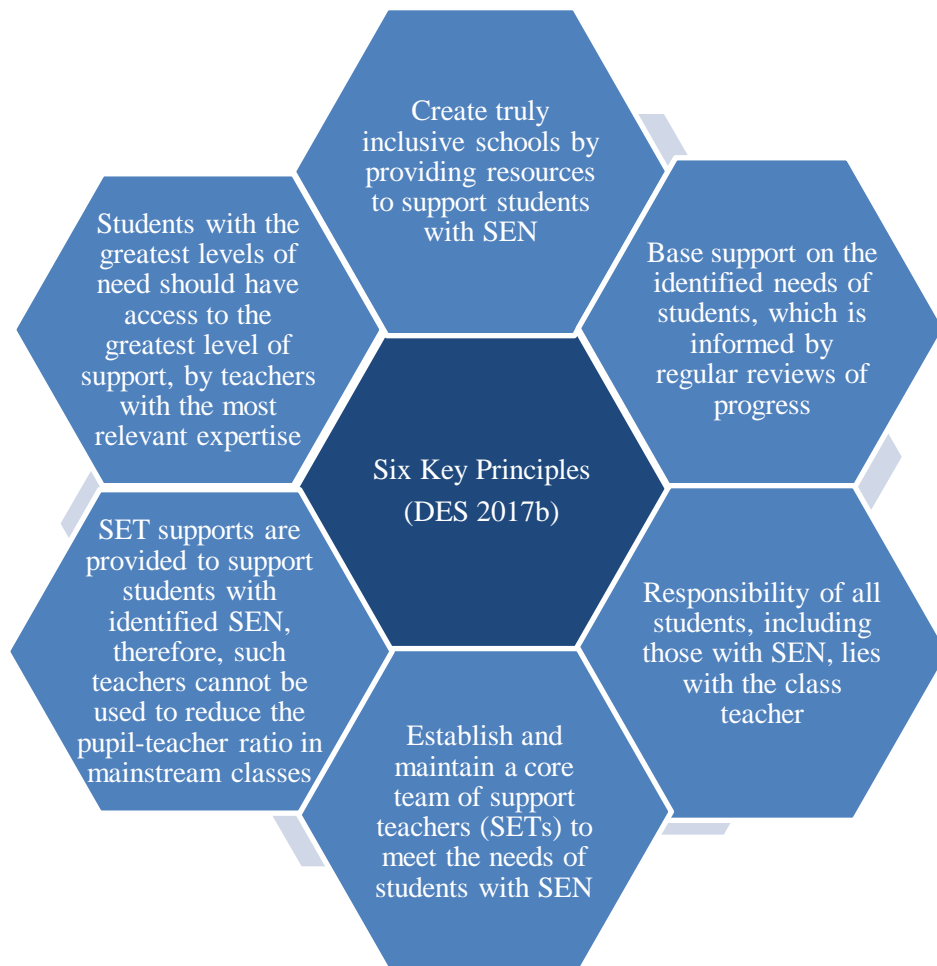 Create truly
inclusive schools by
providing resources
to support students
with SEN
Base support on the
identified needs of
students, which is
informed by
regular reviews of
progress
Responsibility of all
students, including
those with SEN, lies
with the class
teacher
Establish and
maintain a core
team of support
teachers (SETs) to
meet the needs of
students with SEN
SET supports are
provided to support
students with
identified SEN,
therefore, such
teachers cannot be
used to reduce the
pupil-teacher ratio in
mainstream classes
Students with the
greatest levels of
need should have
access to the
greatest level of
support, by teachers
with the most
relevant expertise
Six Key Principles
(DES 2017b)